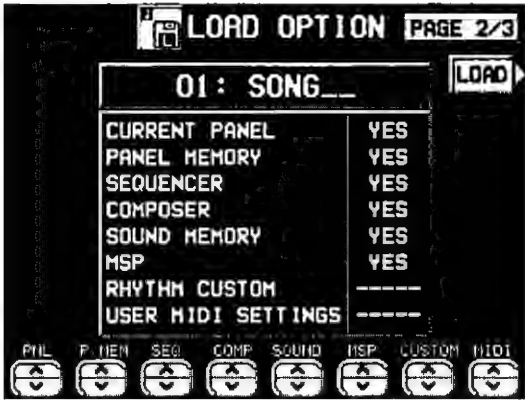 LOAD OPTION PAGE 2/3
LOAD
01: SONG__
CURRENT PANEL YES
PANEL MEMORY YES
SEQUENCER YES
COMPOSER YES
SOUND MEMORY YES
MSP YES
RHYTHM CUSTOM -----
USER MIDI SETTINGS -----
PNL P.MEM SEQ COMP SOUND MSP CUSTOM MIDI